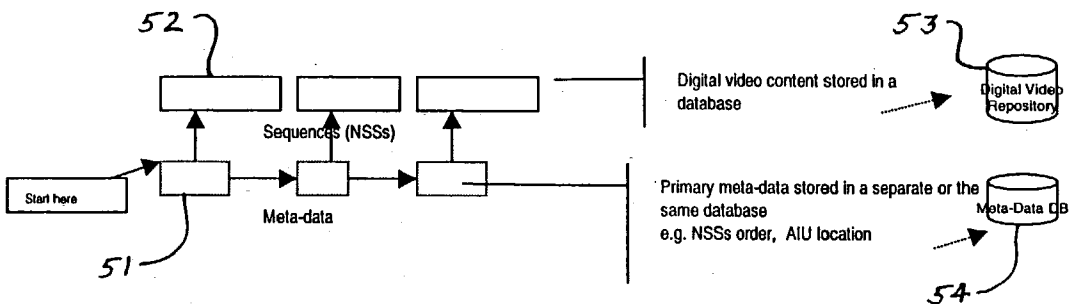 52
53
Digital video content stored in a
database
Digital Video
Repository
Sequences (NSSs)
Start here
Meta-data
Primary meta-data stored in a separate or the
same database
e.g. NSSs order, AIU location
Meta-Data DB
51
54